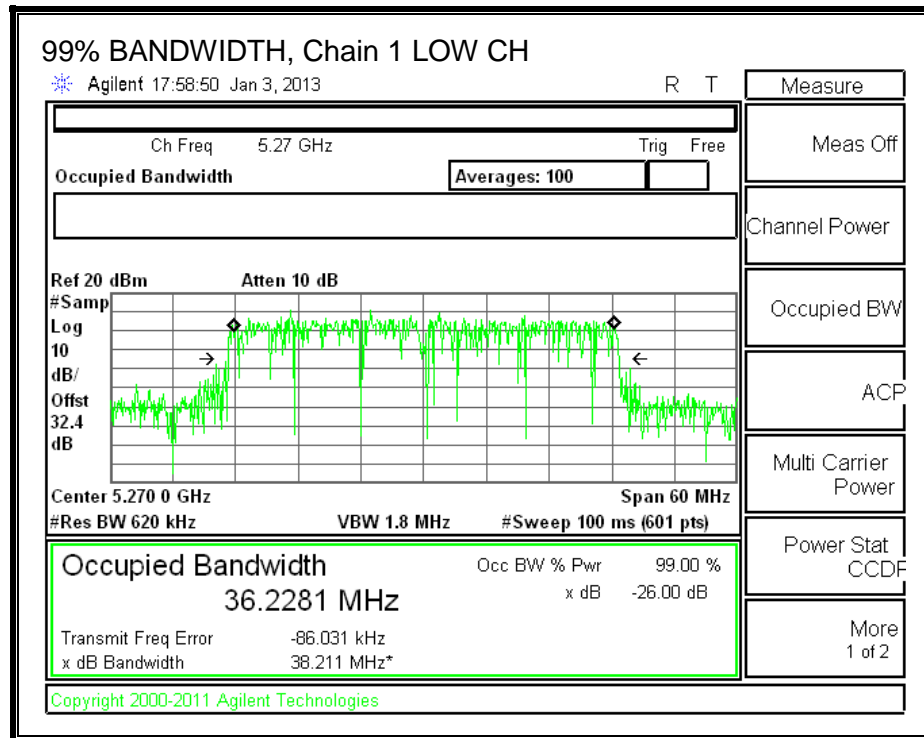 99% BANDWIDTH, Chain 1 LOW CH
Agilent 17:58:50 Jan 3, 2013 R T
Measure
Ch Freq 5.27 GHz Trig Free
Meas Off
Occupied Bandwidth Averages: 100
Channel Power
Ref 20 dBm Atten 10 dB
#Samp
Log
10
dB/
Offst
32.4
dB
Occupied BW
ACP
Center 5.270 0 GHz Span 60 MHz
#Res BW 620 kHz VBW 1.8 MHz #Sweep 100 ms (601 pts)
Multi Carrier
Power
Occupied Bandwidth Occ BW % Pwr 99.00 %
36.2281 MHz x dB -26.00 dB
Power Stat
CCDF
Transmit Freq Error -86.031 kHz
x dB Bandwidth 38.211 MHz*
More
1 of 2
Copyright 2000-2011 Agilent Technologies